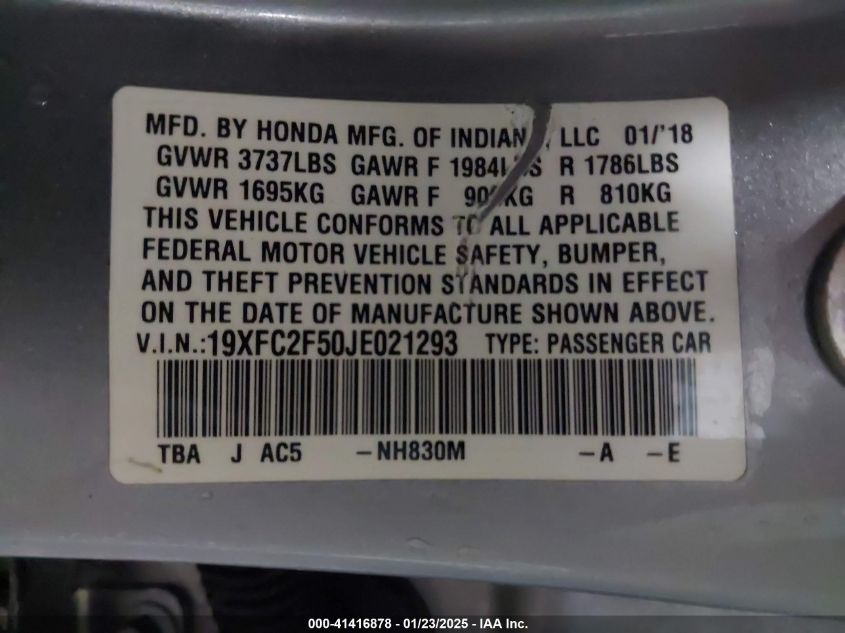 MFD. BY HONDA MFG. OF INDIAN , LLC 01/'18
GVWR 3737LBS GAWR F 1984L S R 1786LBS
GVWR 1695KG GAWR F 90 KG R 810KG
THIS VEHICLE CONFORMS TO ALL APPLICABLE
FEDERAL MOTOR VEHICLE SAFETY, BUMPER,
AND THEFT PREVENTION STANDARDS IN EFFECT
ON THE DATE OF MANUFACTURE SHOWN ABOVE.
V.I.N.:19XFC2F50JE021293 TYPE: PASSENGER CAR
TBA J AC5 -NH830M -A -E
000-41416878 - 01/23/2025 - IAA Inc.